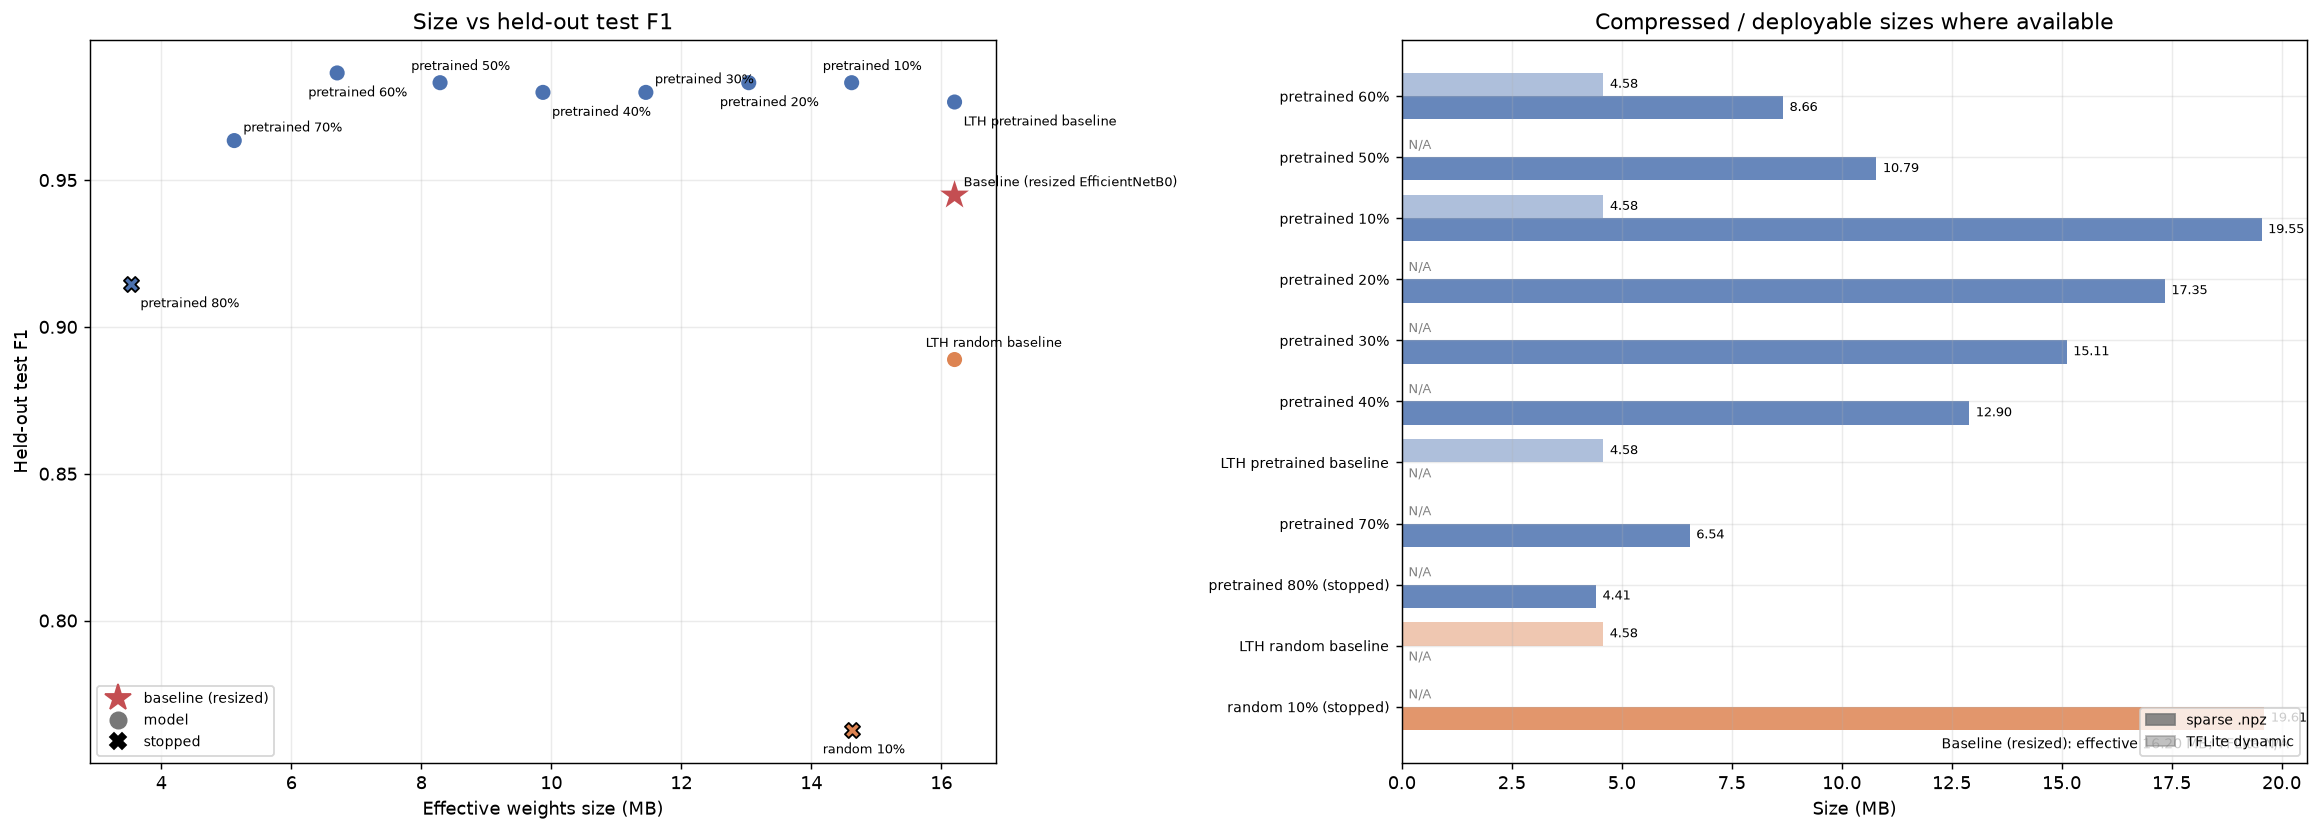 Size vs held-out test F1
pretrained 60%
pretrained 50%
pretrained 40%
pretrained 30%
pretrained 20%
pretrained 10%
LTH pretrained baseline
pretrained 70%
Baseline (resized EfficientNetB0)
pretrained 80%
LTH random baseline
random 10%
0.95
0.90
0.85
0.80
Held-out test F1
baseline (resized)
model
stopped
4
6
8
10
12
14
16
Effective weights size (MB)
Compressed / deployable sizes where available
pretrained 60%
4.58
8.66
pretrained 50%
N/A
10.79
pretrained 10%
4.58
19.55
pretrained 20%
N/A
17.35
pretrained 30%
N/A
15.11
pretrained 40%
N/A
12.90
LTH pretrained baseline
4.58
N/A
pretrained 70%
N/A
6.54
pretrained 80% (stopped)
N/A
4.41
LTH random baseline
4.58
N/A
random 10% (stopped)
N/A
19.61
sparse .npz
TFLite dynamic
Baseline (resized): effective
0.0
2.5
5.0
7.5
10.0
12.5
15.0
17.5
20.0
Size (MB)